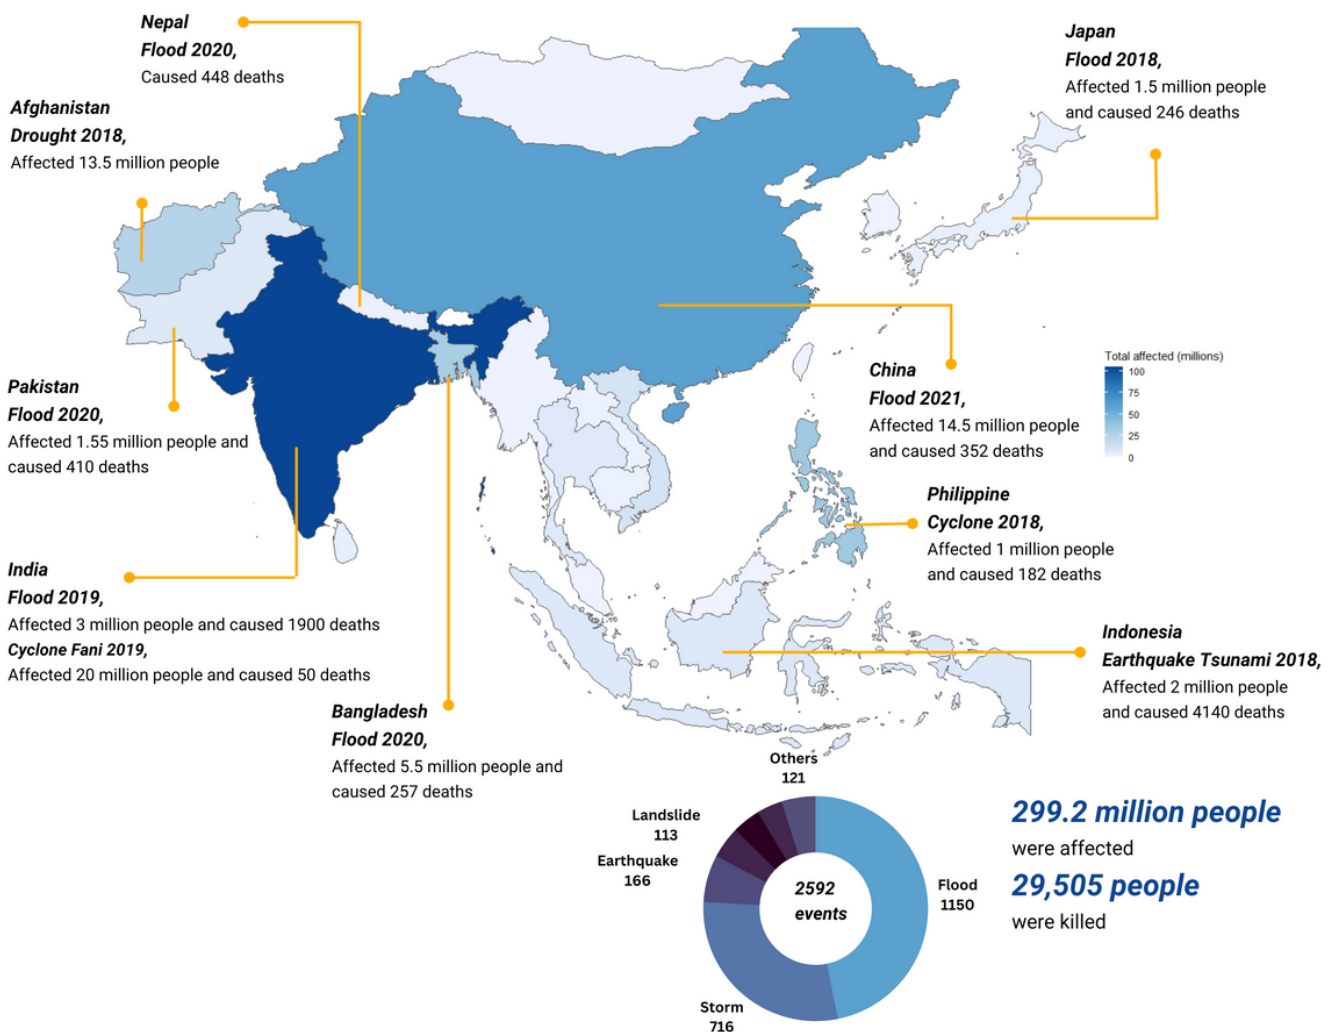 Nepal
Flood 2020,
Caused 448 deaths
Japan
Flood 2018,
Affected 1.5 million people
and caused 246 deaths
Afghanistan
Drought 2018,
Affected 13.5 million people
Total affected (millions)
100
75
50
25
0
China
Flood 2021,
Affected 14.5 million people
and caused 352 deaths
Pakistan
Flood 2020,
Affected 1.55 million people and
caused 410 deaths
Philippine
Cyclone 2018,
Affected 1 million people
and caused 182 deaths
India
Flood 2019,
Affected 3 million people and caused 1900 deaths
Cyclone Fani 2019,
Affected 20 million people and caused 50 deaths
Indonesia
Earthquake Tsunami 2018,
Affected 2 million people
and caused 4140 deaths
Bangladesh
Flood 2020,
Affected 5.5 million people and
caused 257 deaths
Others
121
Landslide
113
Earthquake
166
2592
events
Flood
1150
Storm
716
299.2 million people
were affected
29,505 people
were killed